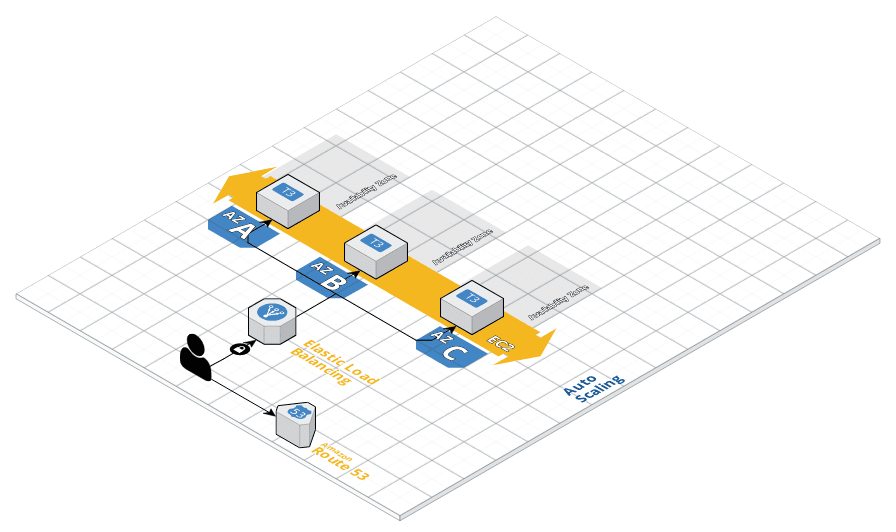 T3
Availability Zone
AZ
A
T3
Availability Zone
AZ
B
T3
Availability Zone
AZ
C
EC2
Elastic Load
Balancing
Auto
Scaling
53
Amazon
Route 53